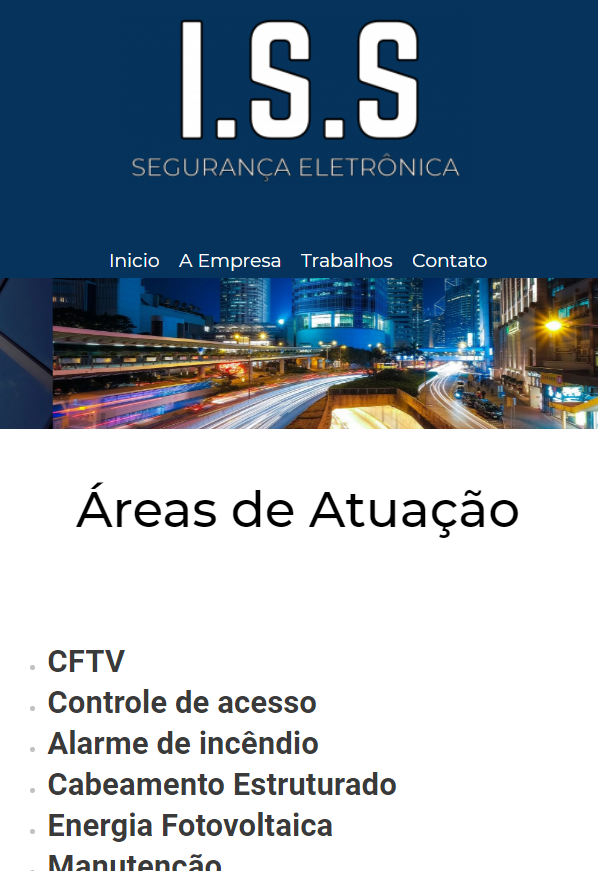 I.S.S
SEGURANÇA ELETRÔNICA
Inicio A Empresa Trabalhos Contato
Áreas de Atuação
CFTV
Controle de acesso
Alarme de incêndio
Cabeamento Estruturado
Energia Fotovoltaica
Manutenção